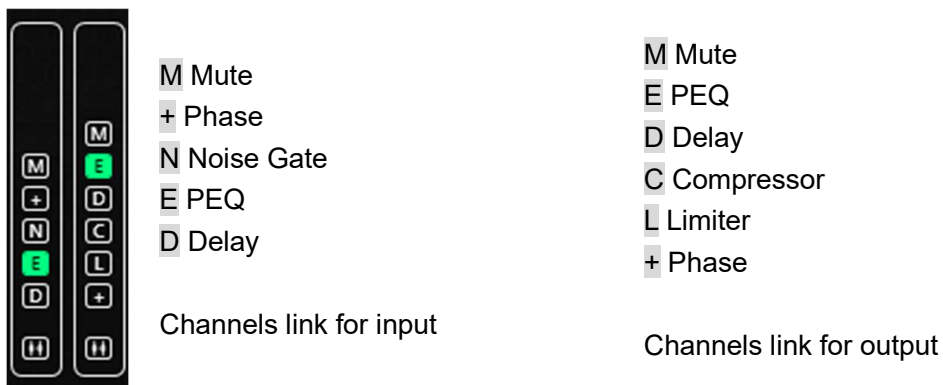 M
+
N
E
D
M
E
D
C
L
+
M Mute
+ Phase
N Noise Gate
E PEQ
D Delay
Channels link for input
M Mute
E PEQ
D Delay
C Compressor
L Limiter
+ Phase
Channels link for output